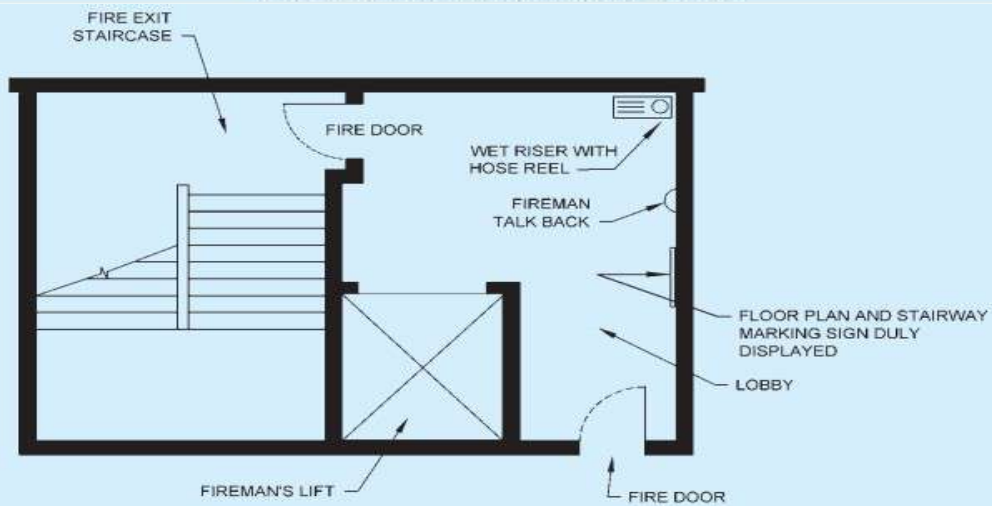 FIRE EXIT
STAIRCASE
FIRE DOOR
WET RISER WITH
HOSE REEL
FIREMAN
TALK BACK
FLOOR PLAN AND STAIRWAY
MARKING SIGN DULY
DISPLAYED
LOBBY
FIREMAN'S LIFT
FIRE DOOR